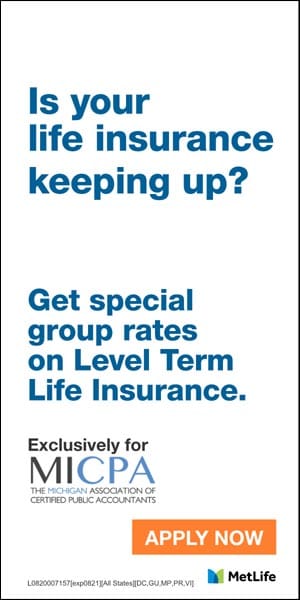 Is your
life insurance
keeping up?
Get special
group rates
on Level Term
Life Insurance.
Exclusively for
MICPA
THE MICHIGAN ASSOCIATION OF
CERTIFIED PUBLIC ACCOUNTANTS
APPLY NOW
L0820007157[exp0821][All States][DC,GU,MP,PR,VI]
MetLife